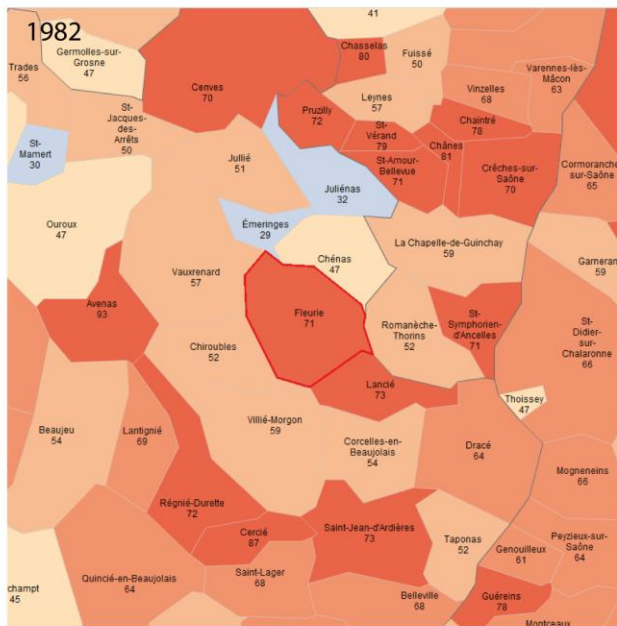 1982
41
Germolles-sur-
Grosne
47
Chasselas
80
Fuissé
50
Trades
56
Cenves
70
Varennes-lès-
Mâcon
63
Vinzelles
68
Leynes
57
Pruzilly
72
St-
Jacques-
des-
Arrêts
50
St-
Vérand
79
Chaintré
78
St-
Mamert
30
Chânes
81
Jullié
51
St-Amour-
Bellevue
71
Crêches-sur-
Saône
70
Cormoranche-
sur-Saône
65
Juliénas
32
Ouroux
47
Émeringes
29
La Chapelle-de-Guinchay
59
Chénas
47
Garneran
59
Vauxrenard
57
Avenas
93
Fleurie
71
St-
Symphorien-
d'Ancelles
71
Romanèche-
Thorins
52
St-
Didier-
sur-
Chalaronne
66
Chiroubles
52
Lancié
73
Thoissey
47
Villié-Morgon
59
Beaujeu
54
Lantignié
69
Corcelles-en-
Beaujolais
54
Dracé
64
Mogneneins
66
Régnié-Durette
72
Saint-Jean-d'Ardières
73
Cercié
87
Taponas
52
Peyzieux-sur-
Saône
64
Genouilleux
61
Saint-Lager
68
Quincié-en-Beaujolais
64
champt
45
Belleville
68
Guéreins
78
Montceaux